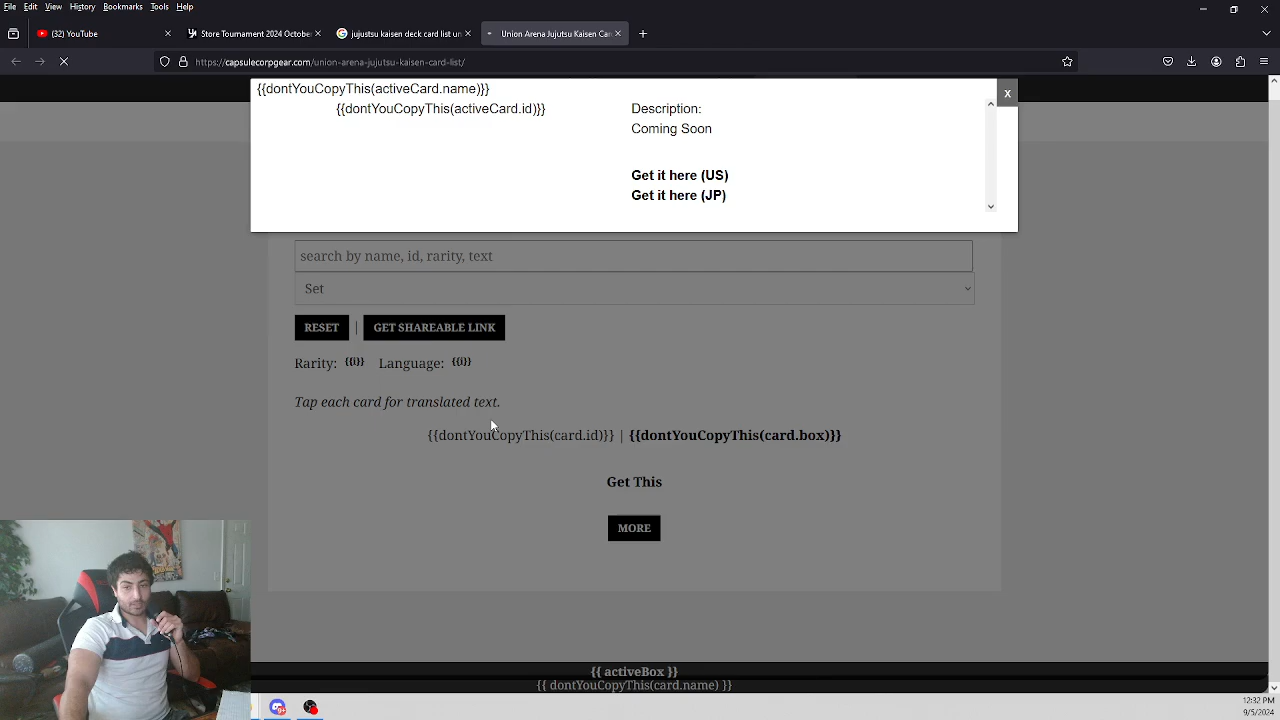 File Edit View History Bookmarks Tools Help
(32) YouTube
Store Tournament 2024 October
jujustsu kaisen deck card list un
Union Arena Jujutsu Kaisen Car
https://capsulecorpgear.com/union-arena-jujutsu-kaisen-card-list/
{{dontYouCopyThis(activeCard.name)}}
X
{{dontYouCopyThis(activeCard.id)}}
Description:
Coming Soon
Get it here (US)
Get it here (JP)
search by name, id, rarity, text
Set
RESET | GET SHAREABLE LINK
Rarity: {{i}} Language: {{i}}
Tap each card for translated text.
{{dontYouCopyThis(card.id)}} | {{dontYouCopyThis(card.box)}}
Get This
MORE
{{ activeBox }}
{{ dontYouCopyThis(card.name) }}
12:32 PM
9/5/2024